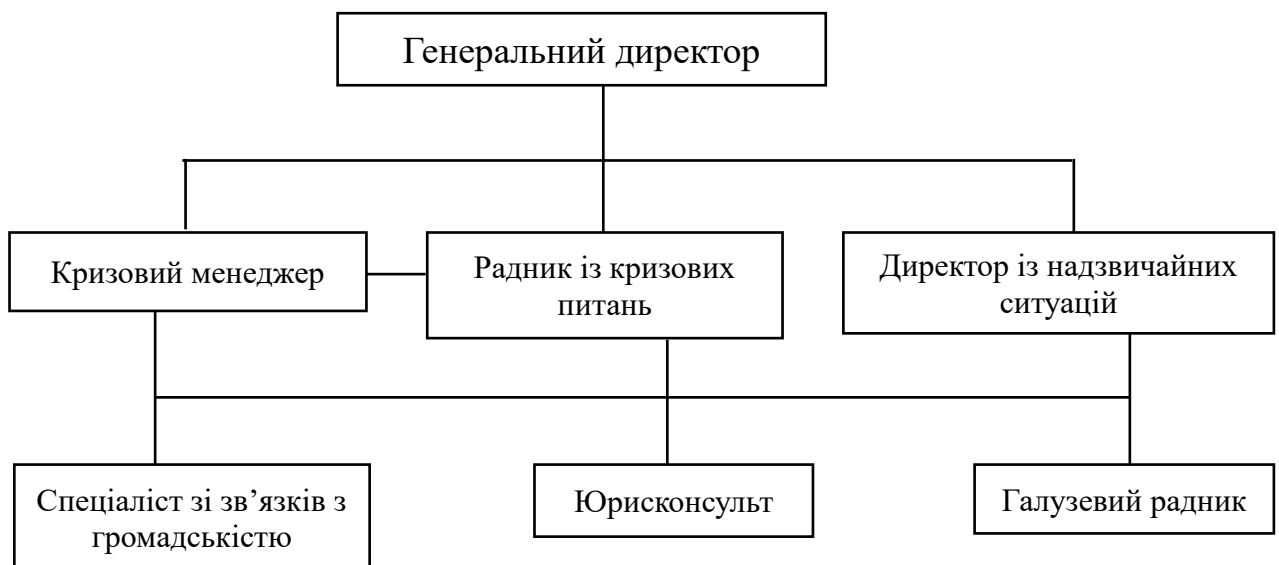 Генеральний директор
Кризовий менеджер
Радник із кризових
питань
Директор із надзвичайних
ситуацій
Спеціаліст зі зв’язків з
громадськістю
Юрисконсульт
Галузевий радник